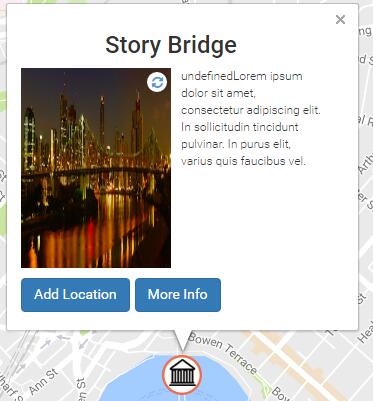 ×
Story Bridge
undefinedLorem ipsum
dolor sit amet,
consectetur adipiscing elit.
In sollicitudin tincidunt
pulvinar. In purus elit,
varius quis faucibus vel.
Add Location
More Info
Bowen Terrace
Ann St